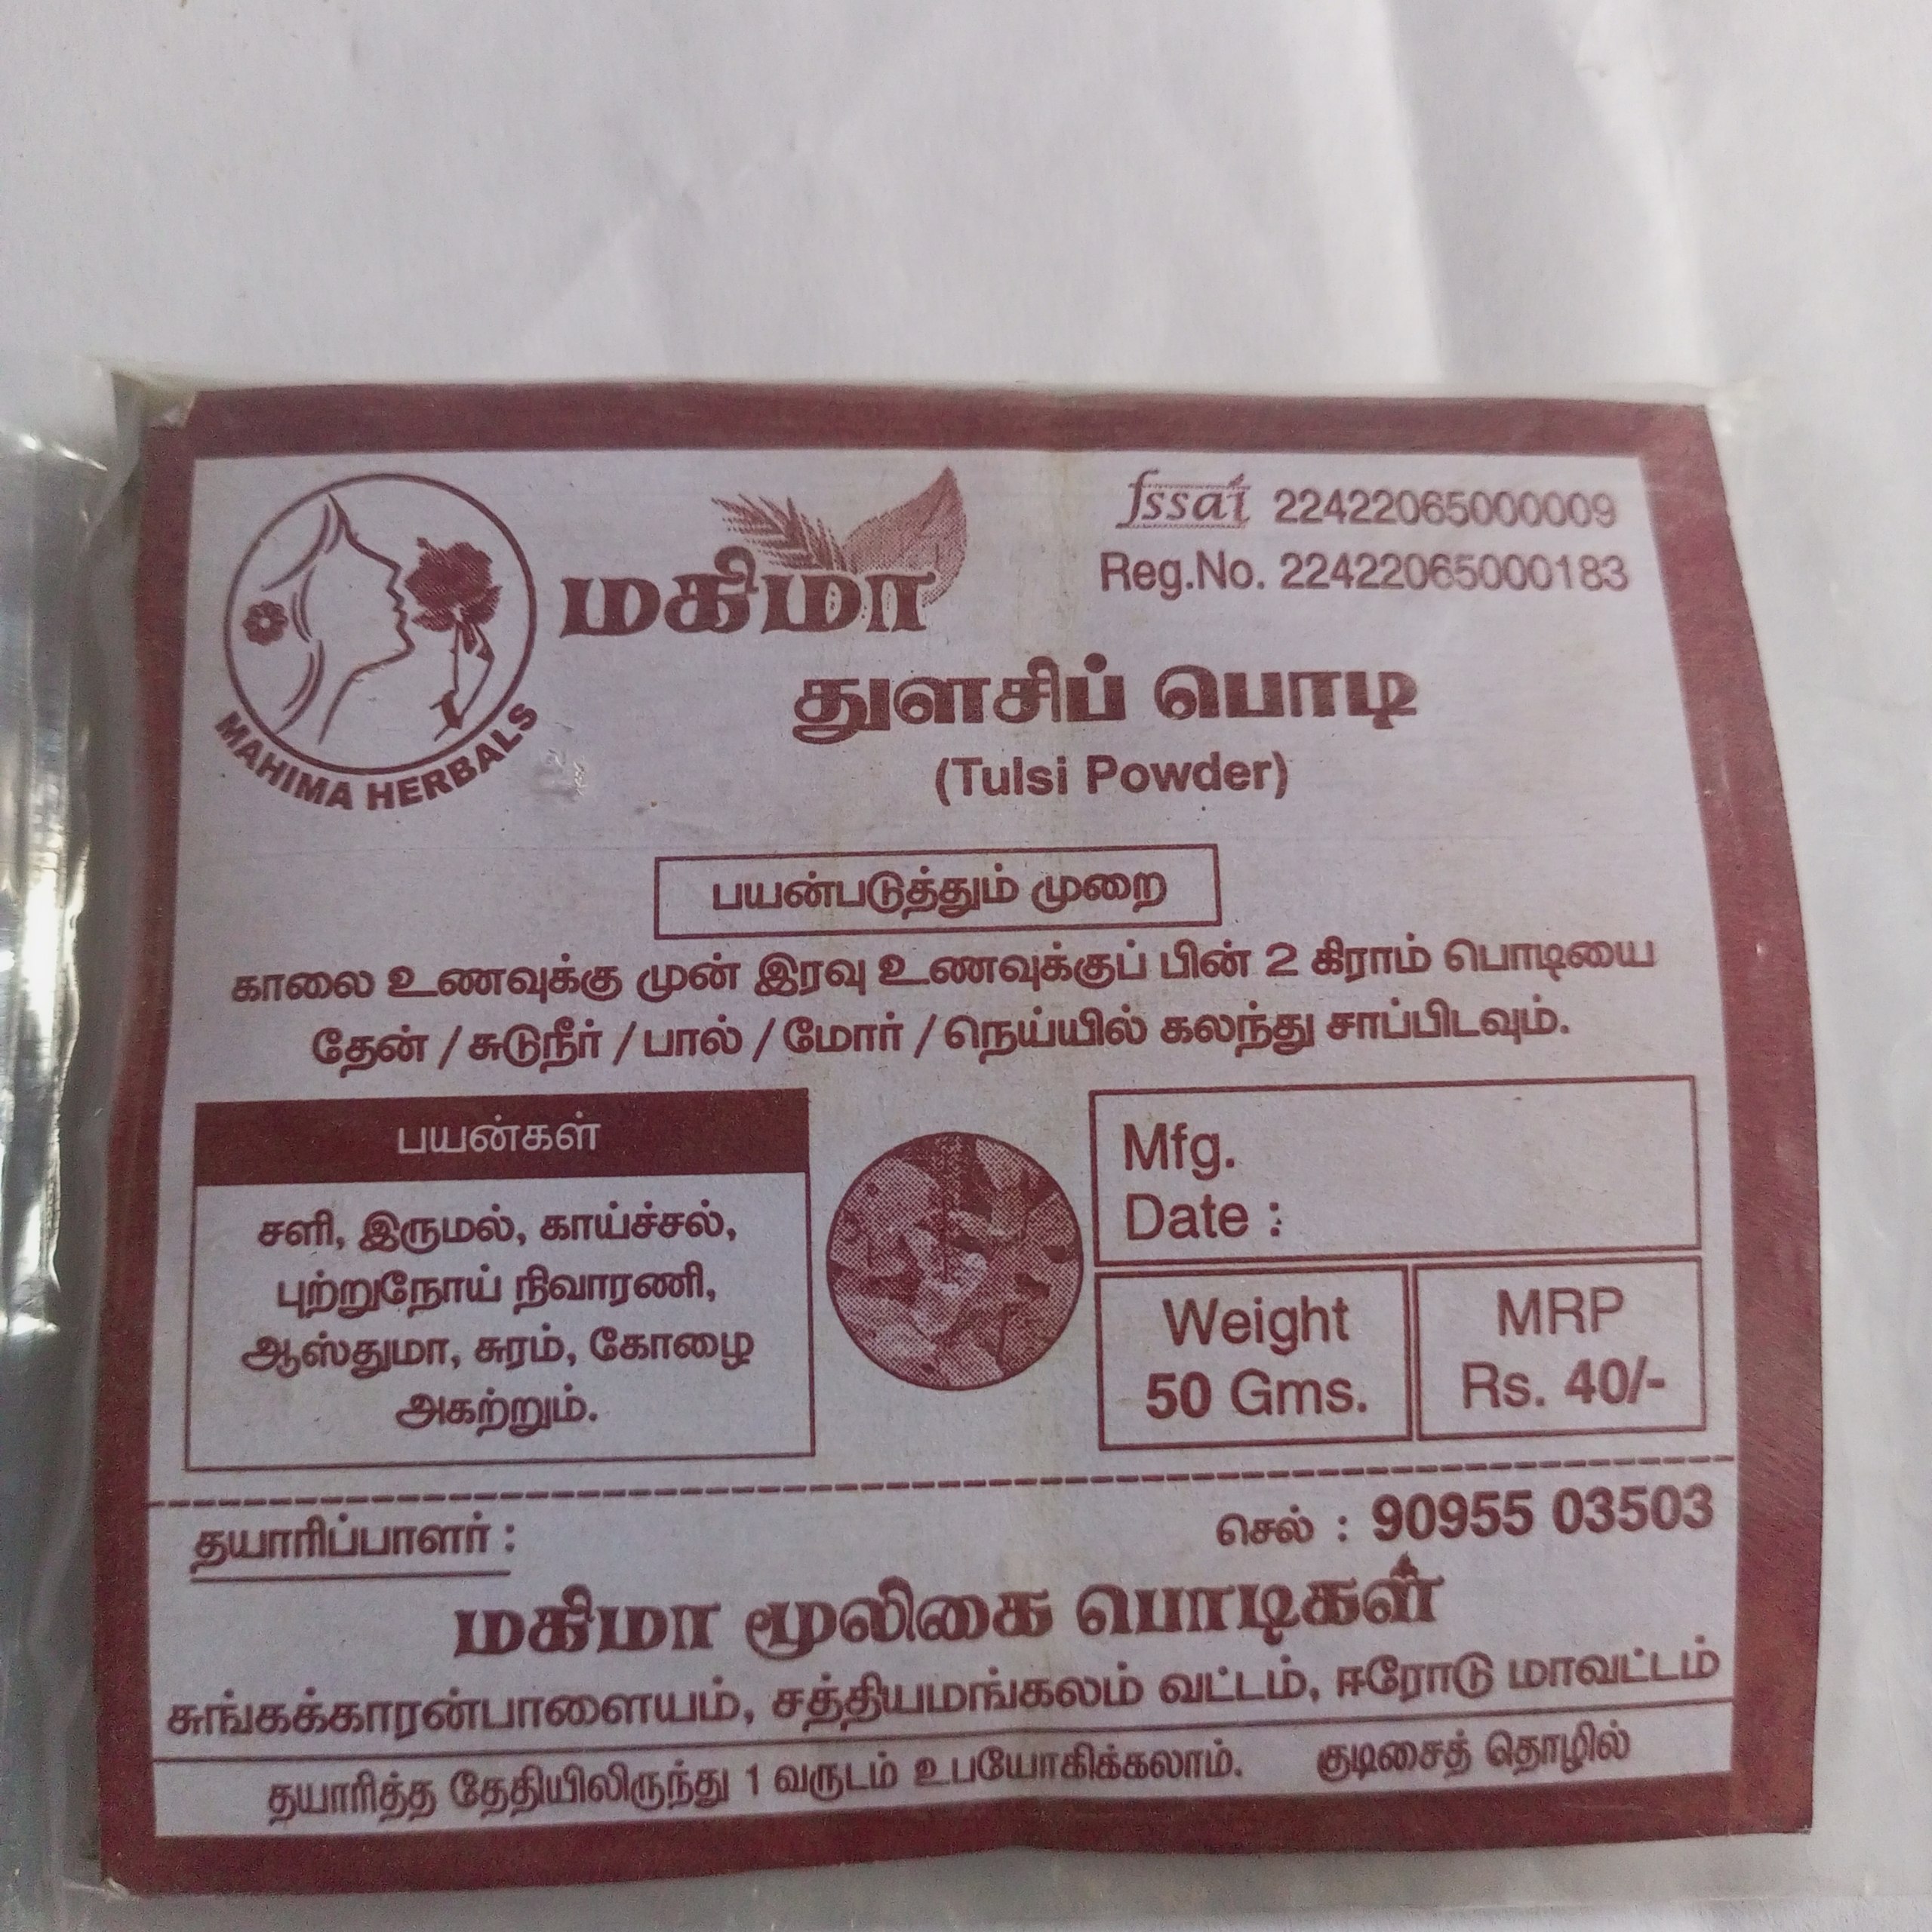 மகிமா
fssai 22422065000009
Reg.No. 22422065000183
MAHIMA HERBALS
துளசிப் பொடி
(Tulsi Powder)
பயன்படுத்தும் முறை
காலை உணவுக்கு முன் இரவு உணவுக்குப் பின் 2 கிராம் பொடியை
தேன் / சுடுநீர் / பால் / மோர் / நெய்யில் கலந்து சாப்பிடவும்.
பயன்கள்
சளி, இருமல், காய்ச்சல்,
புற்றுநோய் நிவாரணி,
ஆஸ்துமா, சுரம், கோழை
அகற்றும்.
Mfg.
Date :
Weight
50 Gms.
MRP
Rs. 40/-
தயாரிப்பாளர் :
செல் : 90955 03503
மகிமா மூலிகை பொடிகள்
சுங்கக்காரன்பாளையம், சத்தியமங்கலம் வட்டம், ஈரோடு மாவட்டம்
தயாரித்த தேதியிலிருந்து 1 வருடம் உபயோகிக்கலாம். குடிசைத் தொழில்